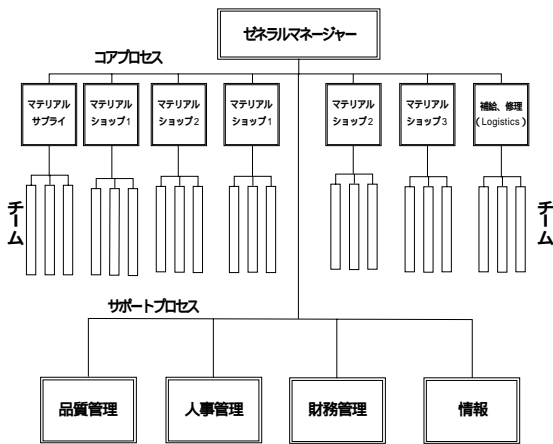 ゼネラルマネージャー
コアプロセス
マテリアル
サプライ
マテリアル
ショップ1
マテリアル
ショップ2
マテリアル
ショップ1
マテリアル
ショップ2
マテリアル
ショップ3
補給、修理
(Logistics)
チーム
チーム
サポートプロセス
品質管理
人事管理
財務管理
情報